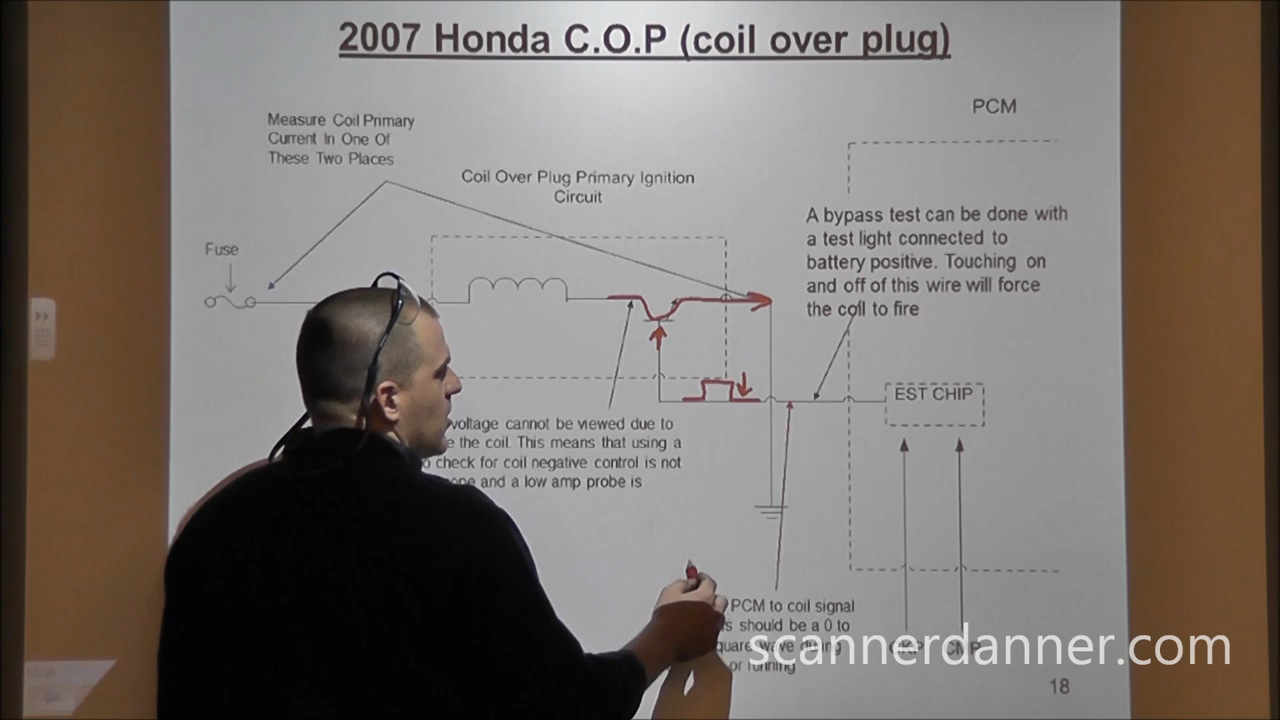 2007 Honda C.O.P (coil over plug)
PCM
Measure Coil Primary
Current In One Of
These Two Places
Coil Over Plug Primary Ignition
Circuit
A bypass test can be done with
a test light connected to
battery positive. Touching on
and off of this wire will force
the coil to fire
Fuse
EST CHIP
voltage cannot be viewed due to
the coil. This means that using a
check for coil negative control is not
and a low amp probe is
PCM to coil signal
should be a 0 to
wave during
or running
CKP CMP
scannerdanner.com
18